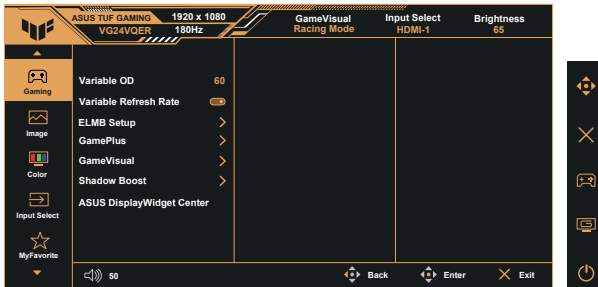 ASUS TUF GAMING 1920 x 1080
VG24VQER 180Hz
GameVisual
Racing Mode
Input Select
HDMI-1
Brightness
65
Gaming
Image
Color
Input Select
MyFavorite
Variable OD 60
Variable Refresh Rate
ELMB Setup
GamePlus
GameVisual
Shadow Boost
ASUS DisplayWidget Center
50
Back
Enter
Exit